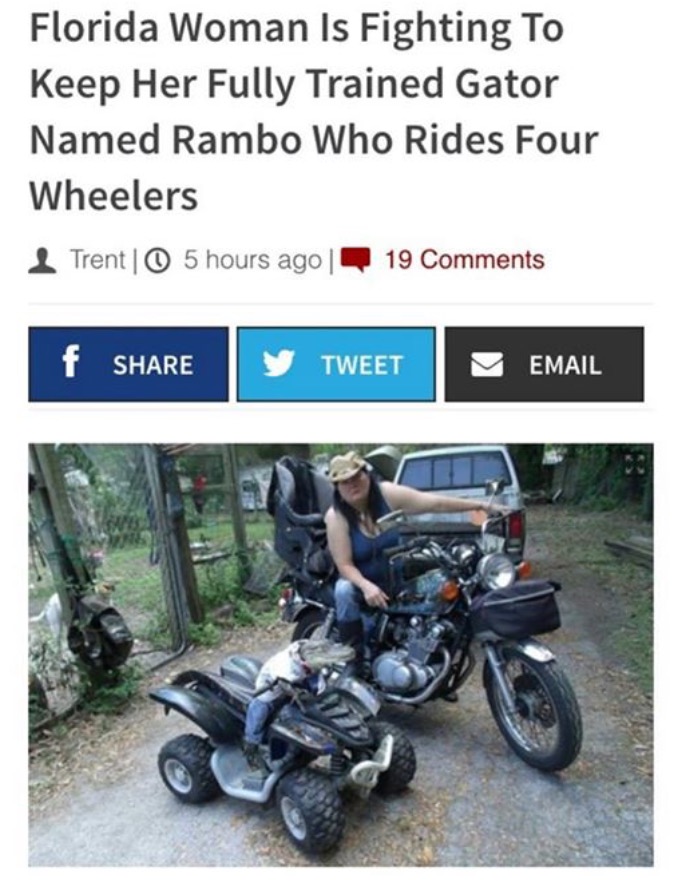 Florida Woman Is Fighting To
Keep Her Fully Trained Gator
Named Rambo Who Rides Four
Wheelers
Trent | 5 hours ago | 19 Comments
f SHARE TWEET EMAIL